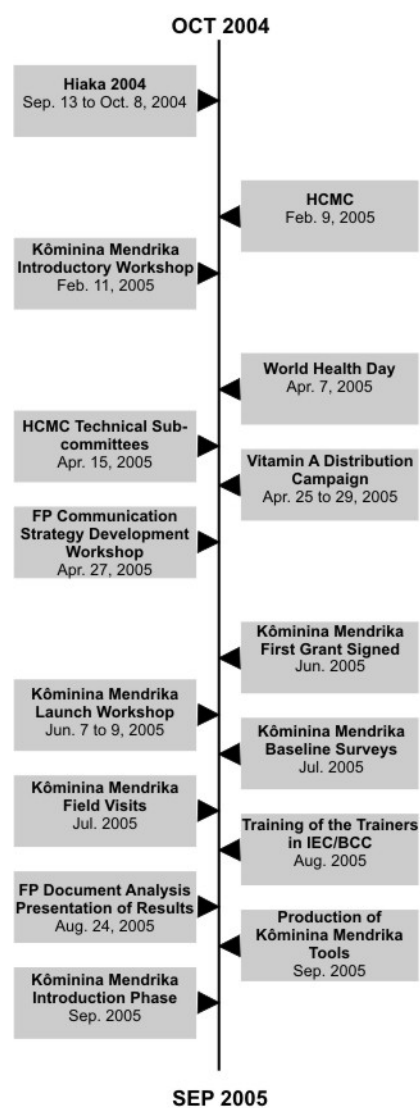 OCT 2004
Hiaka 2004
Sep. 13 to Oct. 8, 2004
HCMC
Feb. 9, 2005
Kôminina Mendrika
Introductory Workshop
Feb. 11, 2005
World Health Day
Apr. 7, 2005
HCMC Technical Sub-
committees
Apr. 15, 2005
Vitamin A Distribution
Campaign
Apr. 25 to 29, 2005
FP Communication
Strategy Development
Workshop
Apr. 27, 2005
Kôminina Mendrika
First Grant Signed
Jun. 2005
Kôminina Mendrika
Launch Workshop
Jun. 7 to 9, 2005
Kôminina Mendrika
Baseline Surveys
Jul. 2005
Kôminina Mendrika
Field Visits
Jul. 2005
Training of the Trainers
in IEC/BCC
Aug. 2005
FP Document Analysis
Presentation of Results
Aug. 24, 2005
Production of
Kôminina Mendrika
Tools
Sep. 2005
Kôminina Mendrika
Introduction Phase
Sep. 2005
SEP 2005